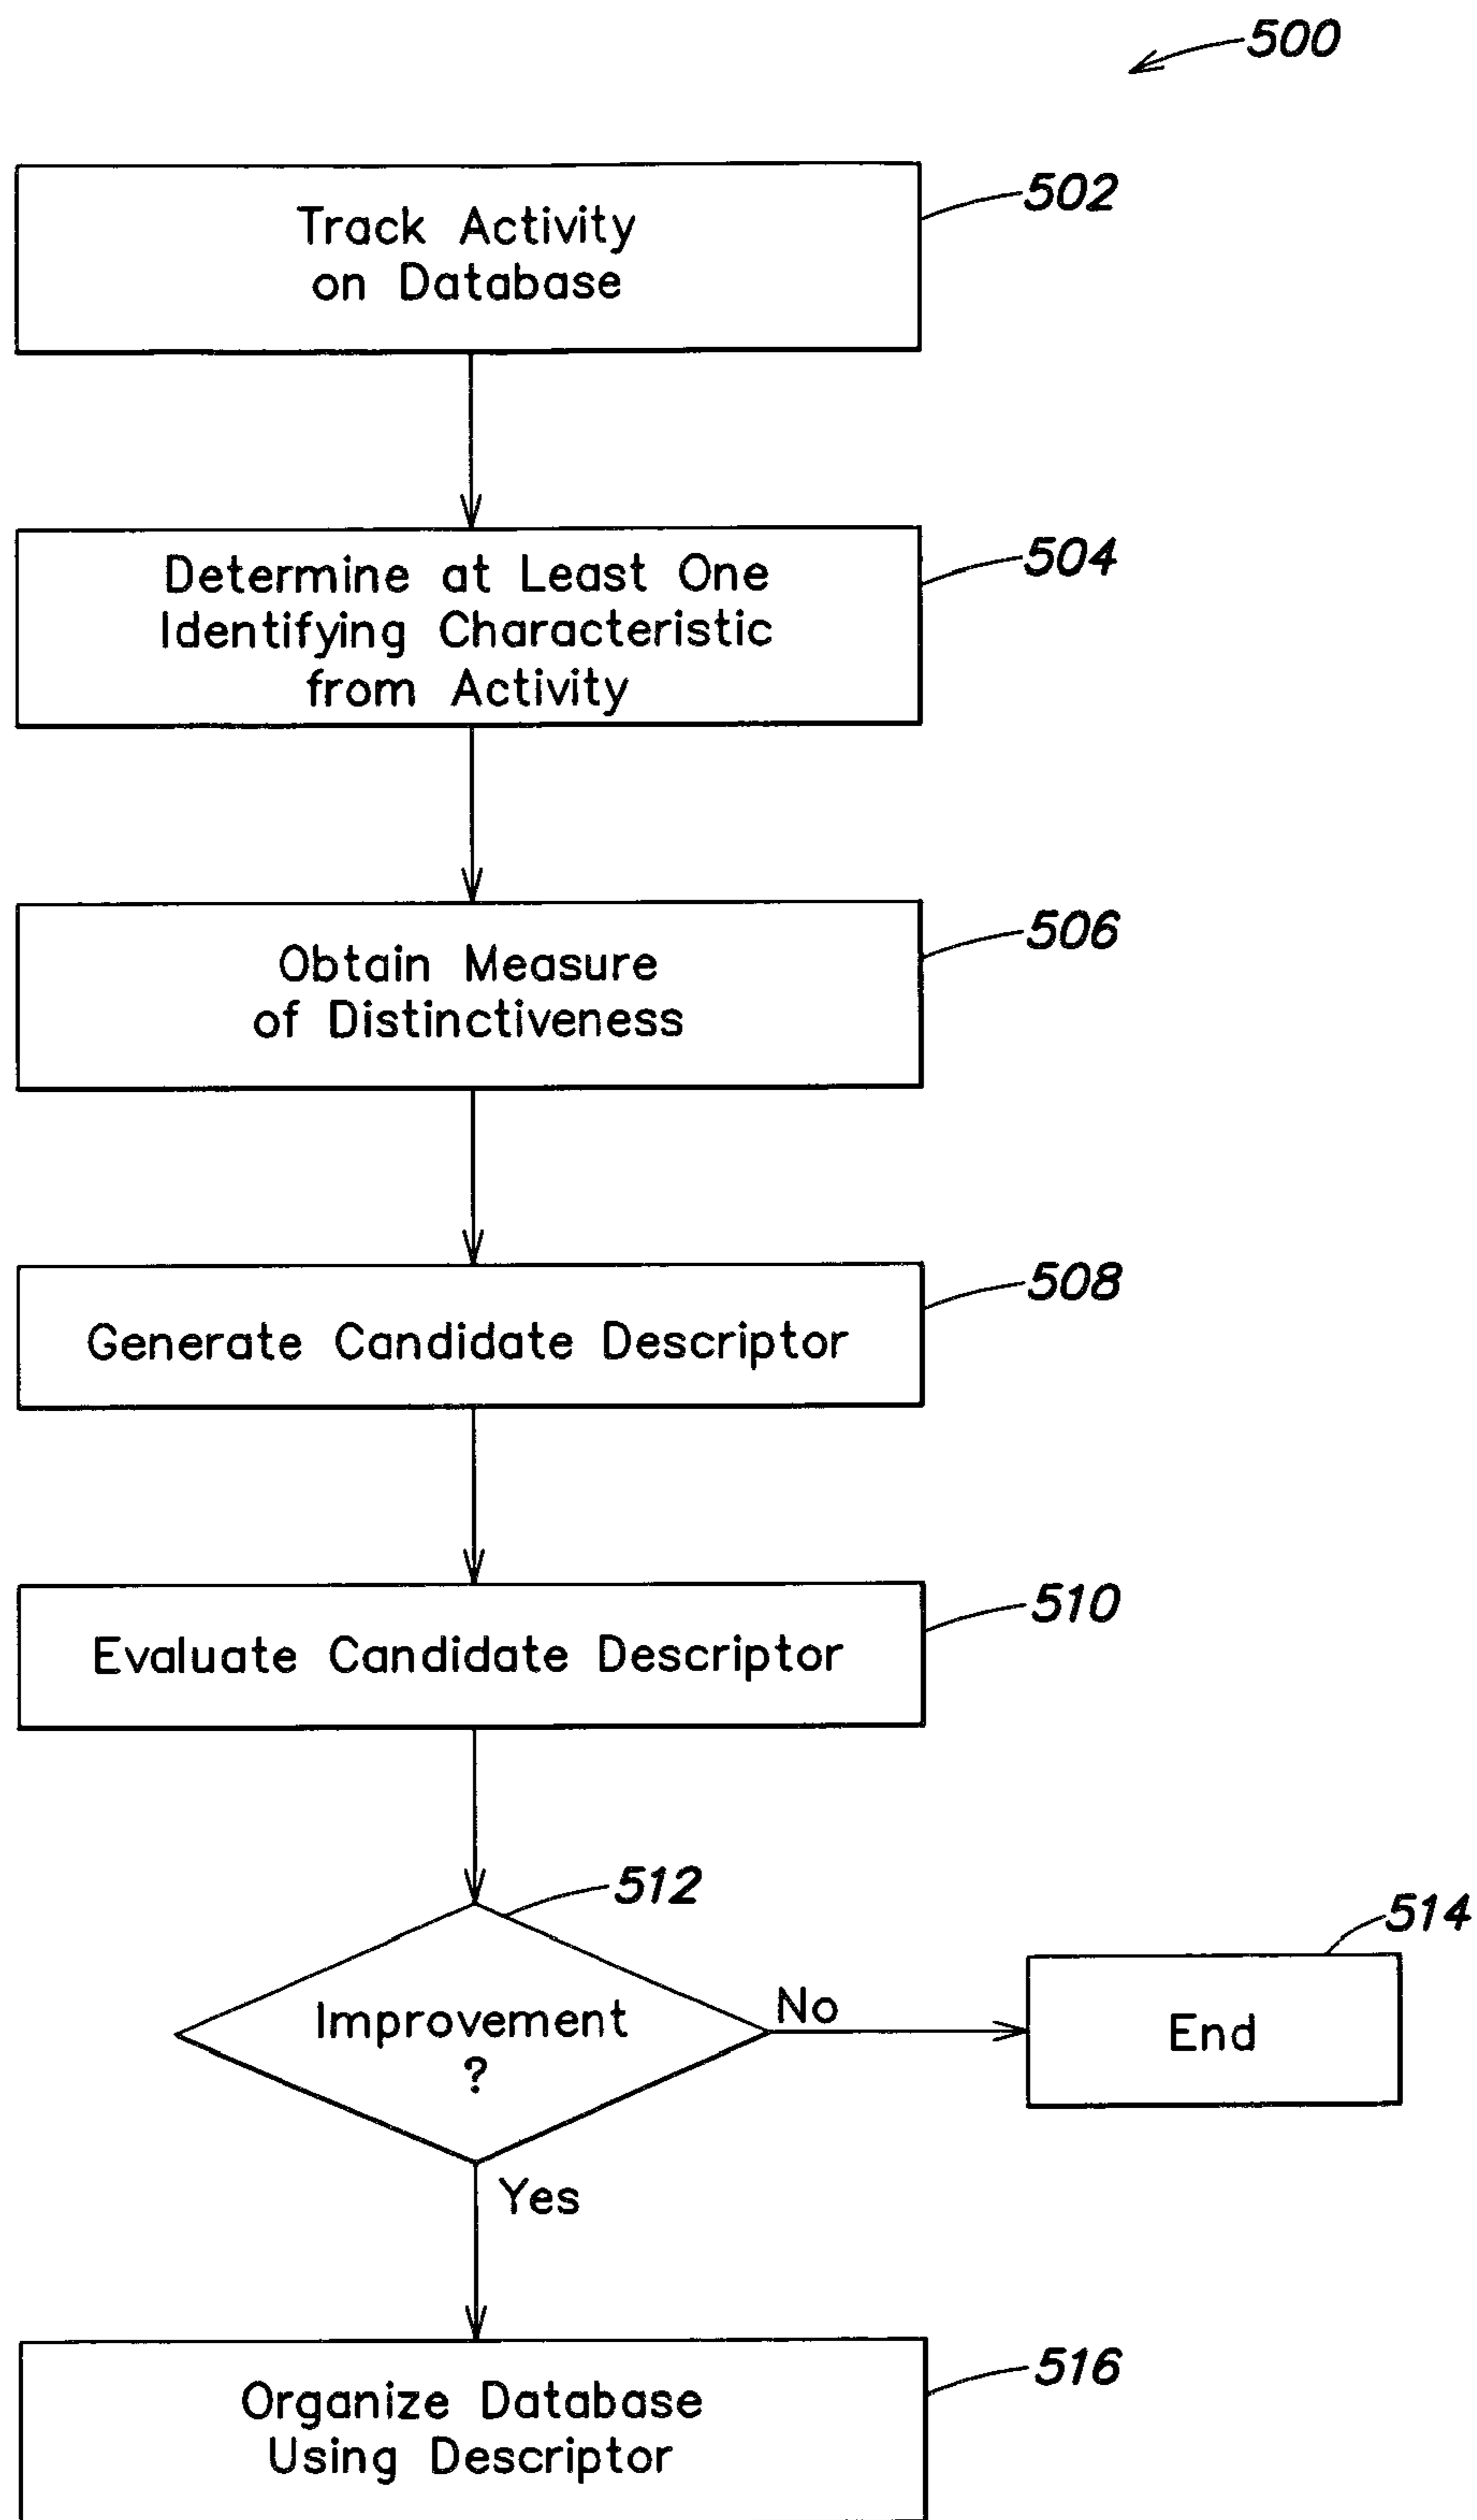 500
502
Track Activity
on Database
504
Determine at Least One
Identifying Characteristic
from Activity
506
Obtain Measure
of Distinctiveness
508
Generate Candidate Descriptor
510
Evaluate Candidate Descriptor
512
514
Improvement
?
No
End
Yes
516
Organize Database
Using Descriptor